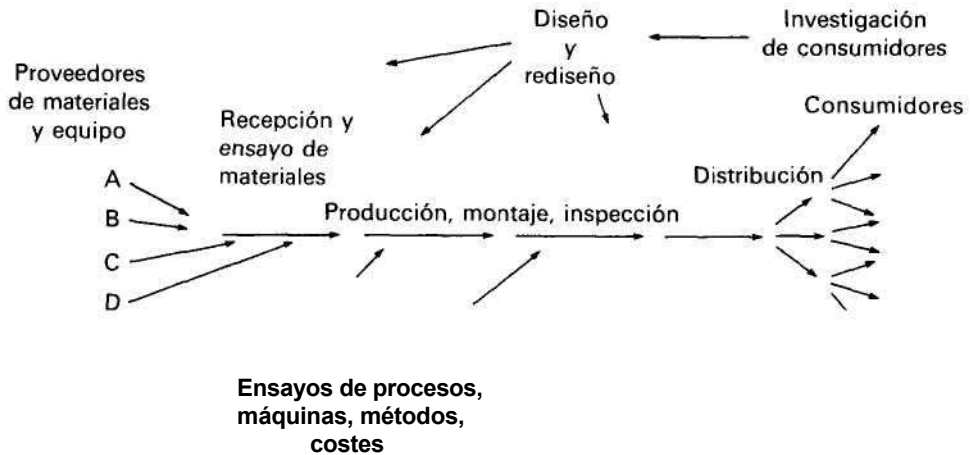 Diseño
y
rediseño
Investigación
de consumidores
Proveedores
de materiales
y equipo
Recepción y
ensayo de
materiales
Consumidores
A
B
C
D
Distribución
Producción, montaje, inspección
Ensayos de procesos,
máquinas, métodos,
costes